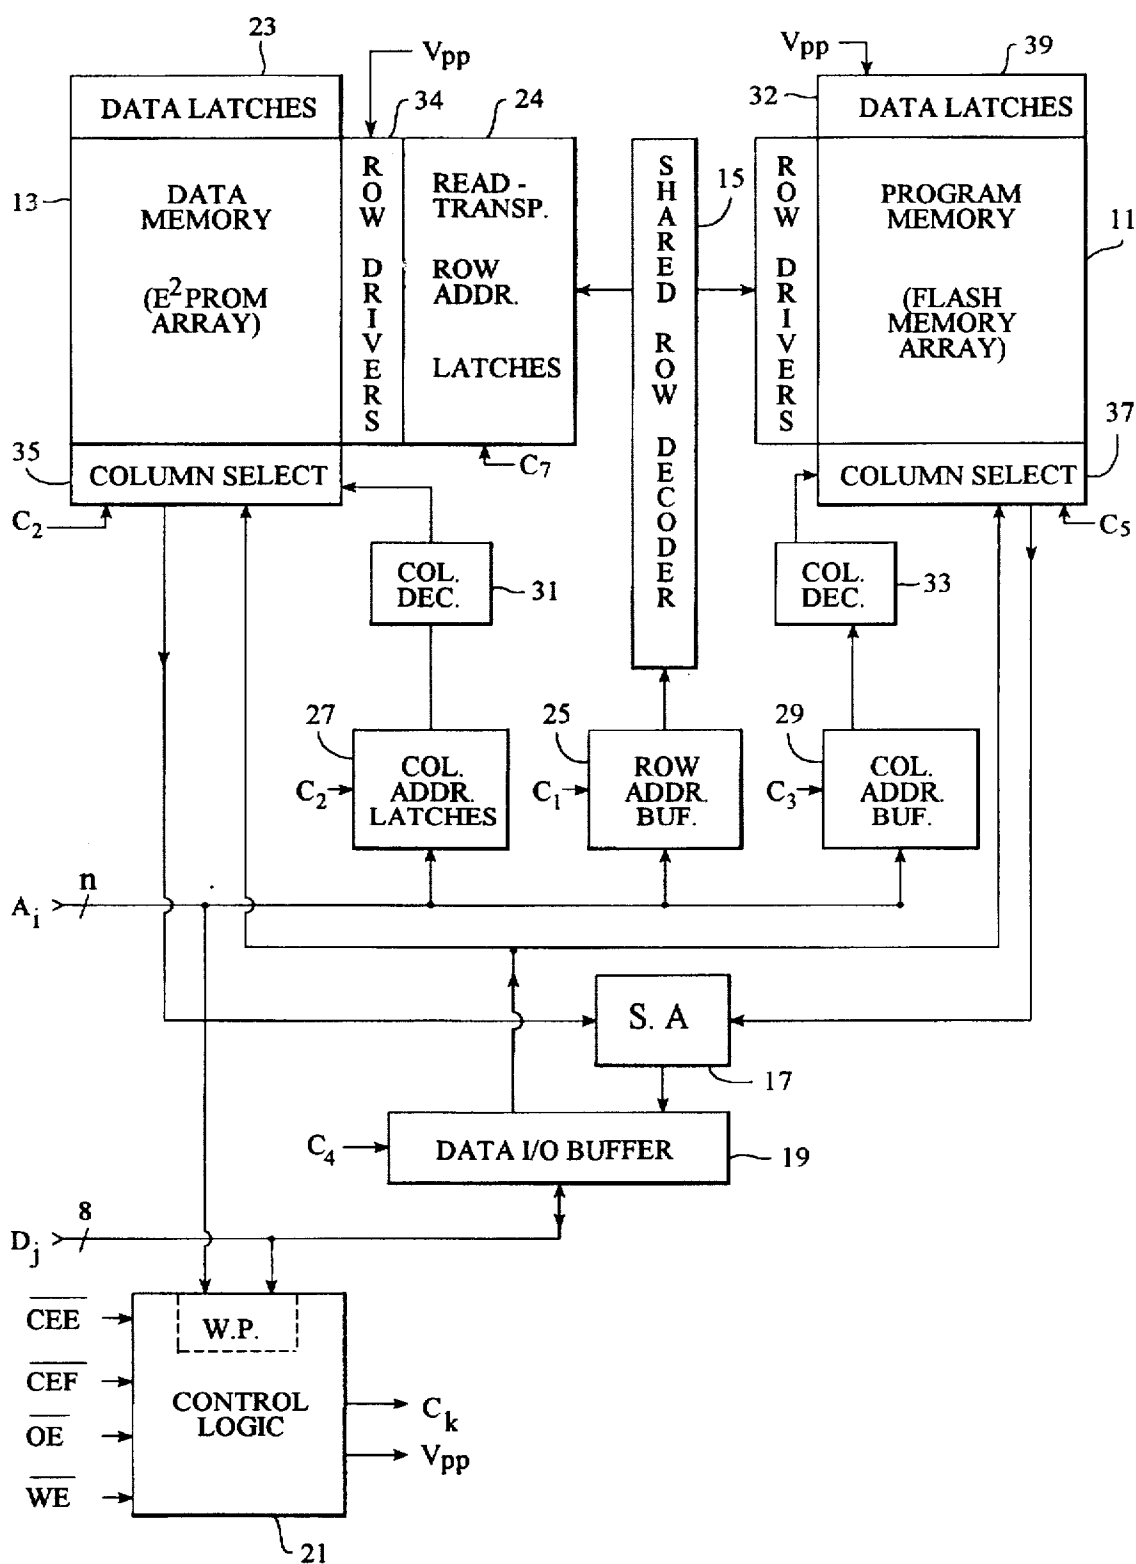 23
Vpp
34
24
DATA LATCHES
13
DATA
MEMORY
(E²PROM
ARRAY)
ROW DRIVERS
READ -
TRANSP.
ROW
ADDR.
LATCHES
C7
35
COLUMN SELECT
C2
SHARED ROW DECODER
15
Vpp
39
32
DATA LATCHES
ROW DRIVERS
PROGRAM
MEMORY
(FLASH
MEMORY
ARRAY)
11
37
COLUMN SELECT
C5
COL.
DEC.
31
COL.
DEC.
33
27
C2
COL.
ADDR.
LATCHES
25
C1
ROW
ADDR.
BUF.
29
C3
COL.
ADDR.
BUF.
Ai
n
S. A
17
C4
DATA I/O BUFFER
19
Dj
8
CEE
CEF
OE
WE
W.P.
CONTROL
LOGIC
Ck
Vpp
21